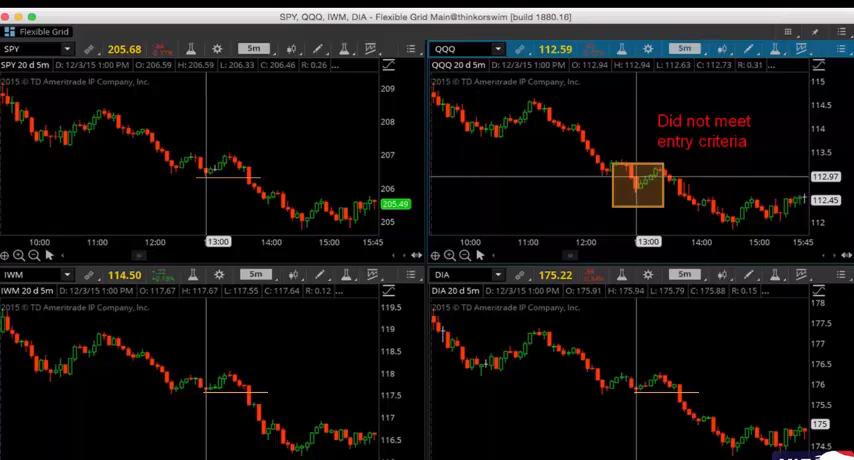 SPY, QQQ, IWM, DIA - Flexible Grid Main@thinkorswim [build 1880.16]
Flexible Grid
SPY 205.68 5m
SPY 20 d 5m D: 12/3/15 1:00 PM O: 206.59 H: 206.59 L: 206.33 C: 206.46 R: 0.26 ...
2015 © TD Ameritrade IP Company, Inc.
209
208
207
206
205.49
205
10:00 11:00 12:00 13:00 14:00 15:00 15:45
QQQ 112.59 5m
QQQ 20 d 5m D: 12/3/15 1:00 PM O: 112.94 H: 112.94 L: 112.63 C: 112.73 R: 0.31 ...
2015 © TD Ameritrade IP Company, Inc.
Did not meet
entry criteria
115
114.5
114
113.5
112.97
112.45
112
10:00 11:00 12:00 13:00 14:00 15:00 15:45
IWM 114.50 5m
IWM 20 d 5m D: 12/3/15 1:00 PM O: 117.67 H: 117.67 L: 117.55 C: 117.64 R: 0.12 ...
2015 © TD Ameritrade IP Company, Inc.
119.5
119
118.5
118
117.5
117
116.5
DIA 175.22 5m
DIA 20 d 5m D: 12/3/15 1:00 PM O: 175.91 H: 175.94 L: 175.79 C: 175.88 R: 0.15 ...
2015 © TD Ameritrade IP Company, Inc.
178
177.5
177
176.5
176
175.5
175
174.5